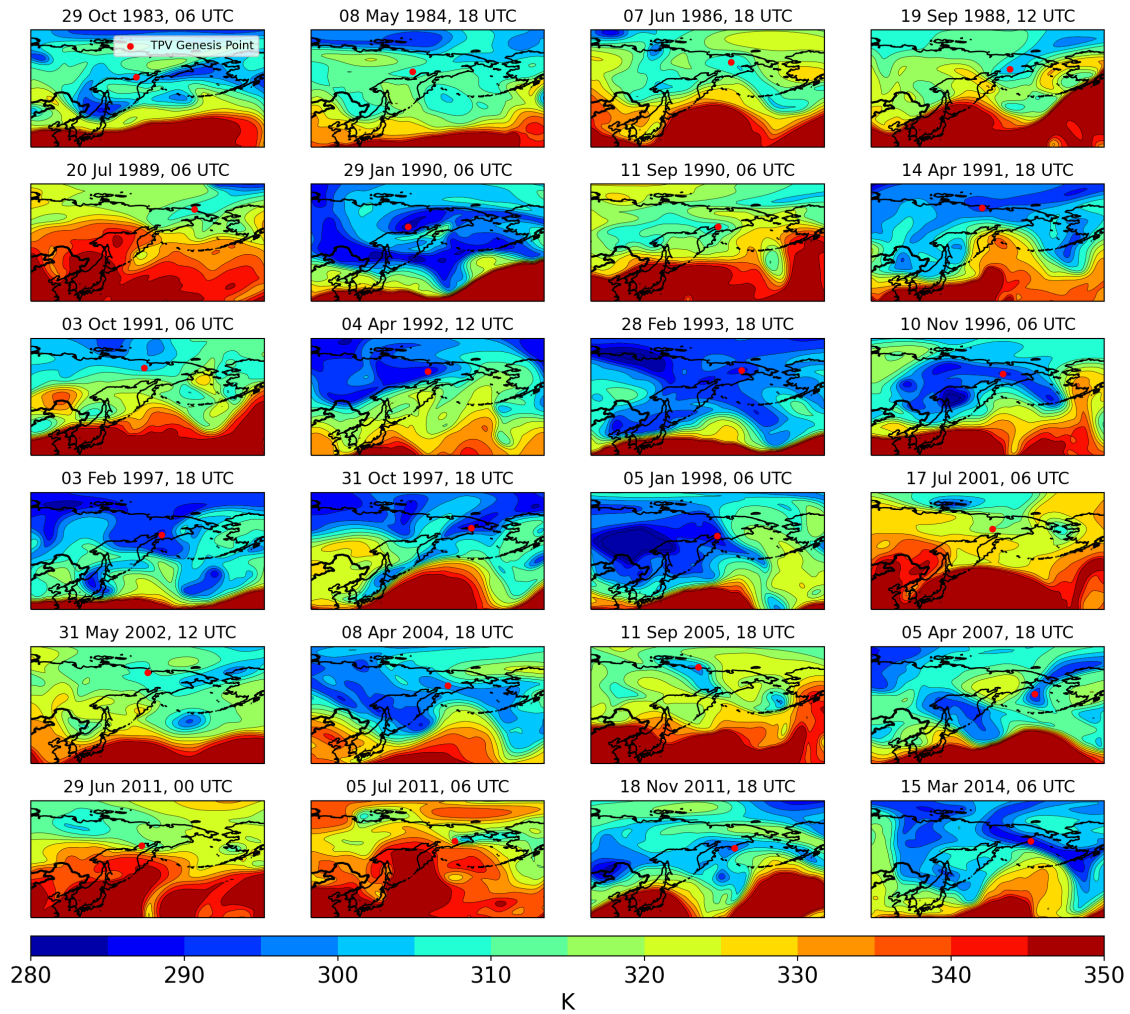 29 Oct 1983, 06 UTC
08 May 1984, 18 UTC
07 Jun 1986, 18 UTC
19 Sep 1988, 12 UTC
TPV Genesis Point
20 Jul 1989, 06 UTC
29 Jan 1990, 06 UTC
11 Sep 1990, 06 UTC
14 Apr 1991, 18 UTC
03 Oct 1991, 06 UTC
04 Apr 1992, 12 UTC
28 Feb 1993, 18 UTC
10 Nov 1996, 06 UTC
03 Feb 1997, 18 UTC
31 Oct 1997, 18 UTC
05 Jan 1998, 06 UTC
17 Jul 2001, 06 UTC
31 May 2002, 12 UTC
08 Apr 2004, 18 UTC
11 Sep 2005, 18 UTC
05 Apr 2007, 18 UTC
29 Jun 2011, 00 UTC
05 Jul 2011, 06 UTC
18 Nov 2011, 18 UTC
15 Mar 2014, 06 UTC
280 290 300 310 320 330 340 350
K